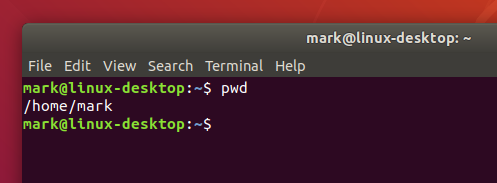 mark@linux-desktop: ~
File Edit View Search Terminal Help
mark@linux-desktop:~$ pwd
/home/mark
mark@linux-desktop:~$